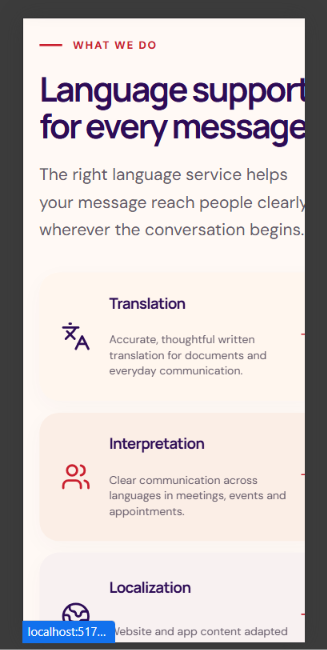 WHAT WE DO
Language support
for every message
The right language service helps
your message reach people clearly
wherever the conversation begins.
Translation
Accurate, thoughtful written
translation for documents and
everyday communication.
Interpretation
Clear communication across
languages in meetings, events and
appointments.
Localization
Website and app content adapted
localhost:517...